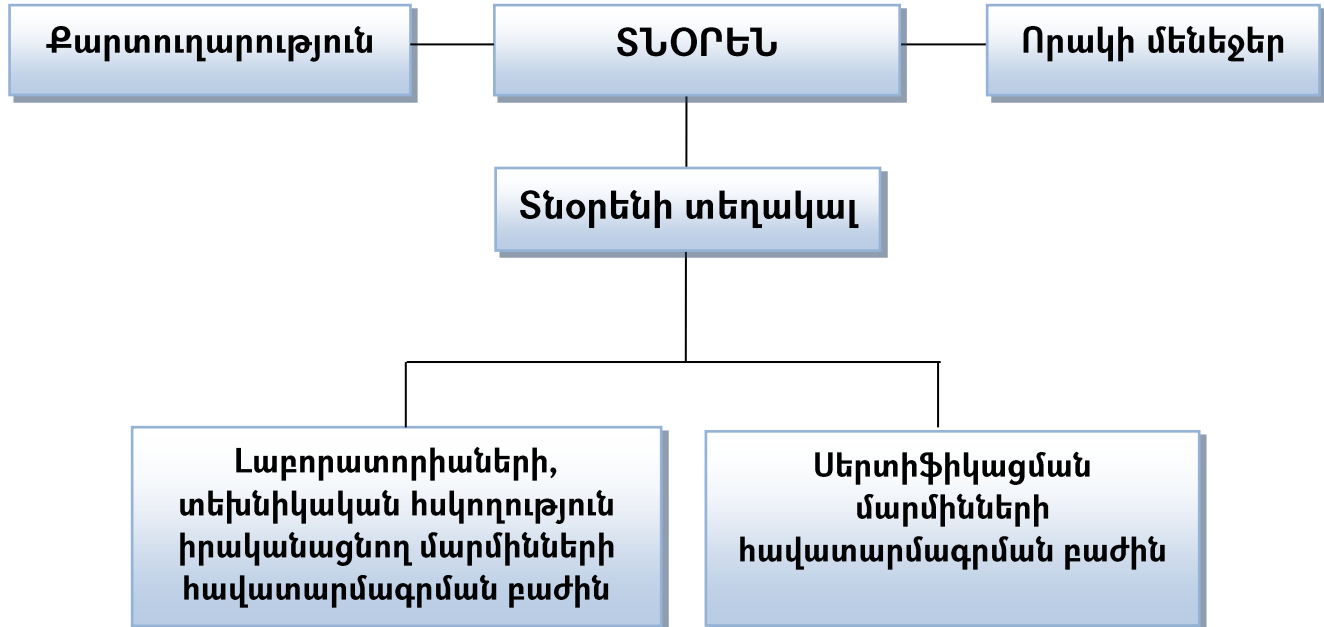 Քարտուղարություն
ՏՆՕՐԵՆ
Որակի մենեջեր
Տնօրենի տեղակալ
Լաբորատորիաների,
տեխնիկական հսկողություն
իրականացնող մարմինների
հավատարմագրման բաժին
Սերտիֆիկացման
մարմինների
հավատարմագրման բաժին